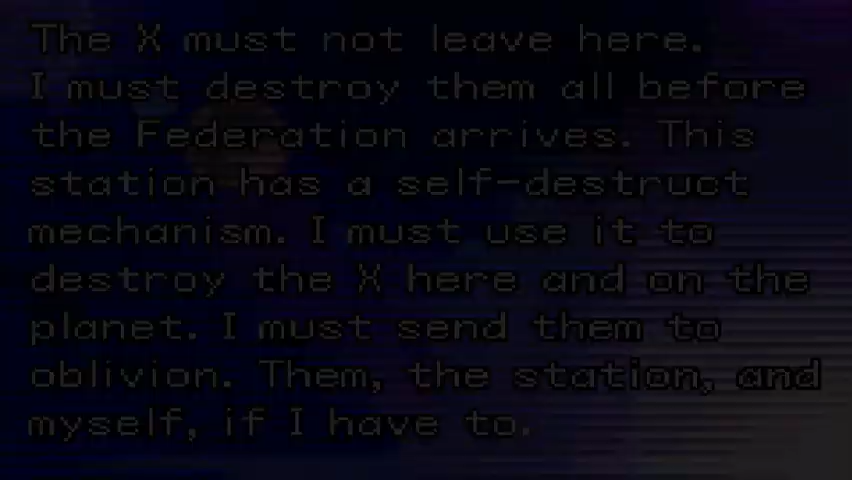 The X must not leave here.
I must destroy them all before
the Federation arrives. This
station has a self-destruct
mechanism. I must use it to
destroy the X here and on the
planet. I must send them to
oblivion. Them, the station, and
myself, if I have to.